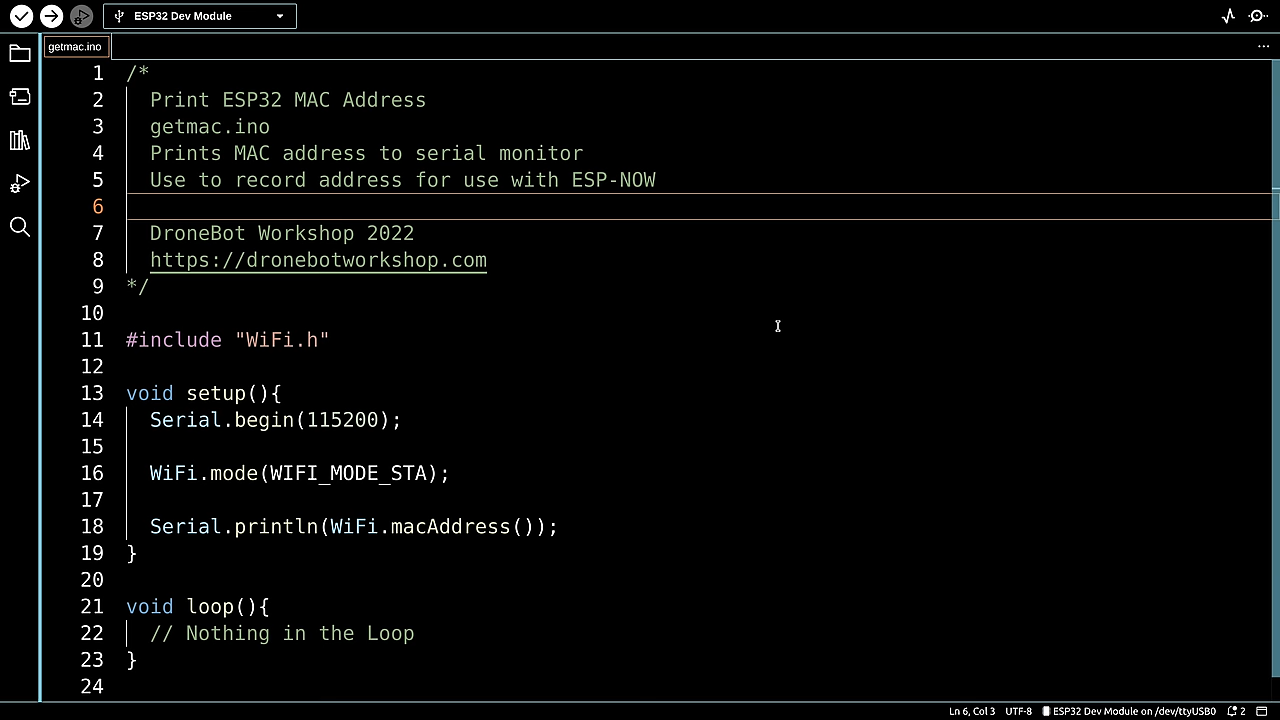 ESP32 Dev Module
getmac.ino
1 /*
2 Print ESP32 MAC Address
3 getmac.ino
4 Prints MAC address to serial monitor
5 Use to record address for use with ESP-NOW
6
7 DroneBot Workshop 2022
8 https://dronebotworkshop.com
9 */
10
11 #include "WiFi.h"
12
13 void setup(){
14 Serial.begin(115200);
15
16 WiFi.mode(WIFI_MODE_STA);
17
18 Serial.println(WiFi.macAddress());
19 }
20
21 void loop(){
22 // Nothing in the Loop
23 }
24
Ln 6, Col 3 UTF-8 ESP32 Dev Module on /dev/ttyUSB0 2